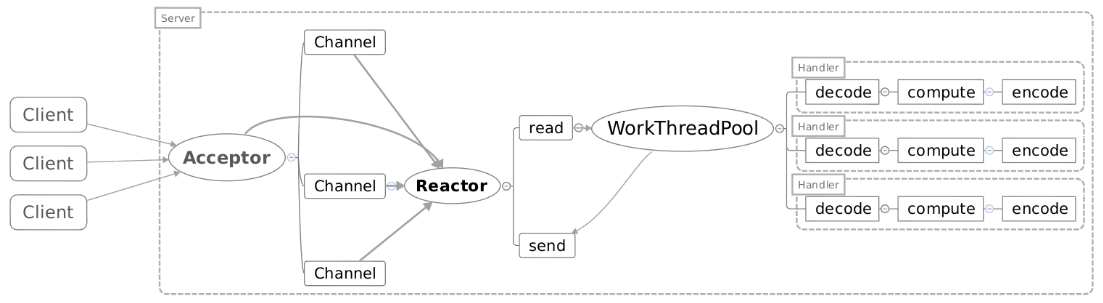 Server
Client
Client
Client
Acceptor
Channel
Channel
Channel
Reactor
read
send
WorkThreadPool
Handler
decode compute encode
Handler
decode compute encode
Handler
decode compute encode